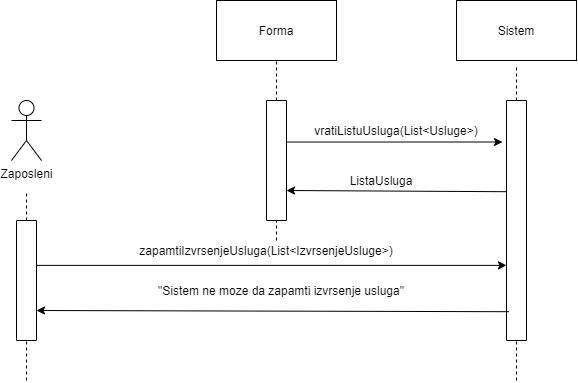 Forma
Sistem
vratiListuUsluga(List<Usluge>)
Zaposleni
ListaUsluga
zapamtiIzvrsenjeUsluga(List<IzvrsenjeUsluge>)
"Sistem ne moze da zapamti izvrsenje usluga"